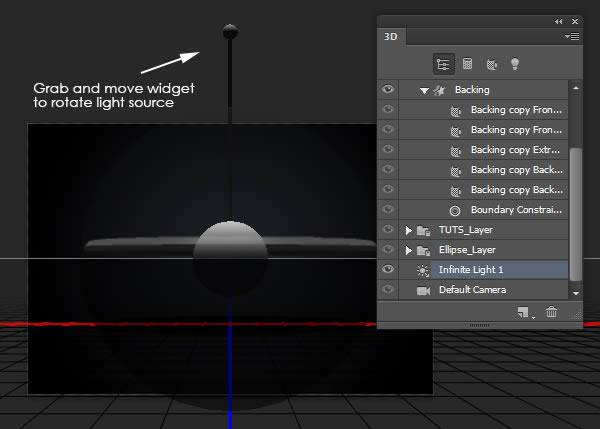 3D
Grab and move widget
to rotate light source
Backing
Backing copy Fron...
Backing copy Fron...
Backing copy Extr...
Backing copy Back...
Backing copy Back...
Boundary Constrai...
TUTS_Layer
Ellipse_Layer
Infinite Light 1
Default Camera